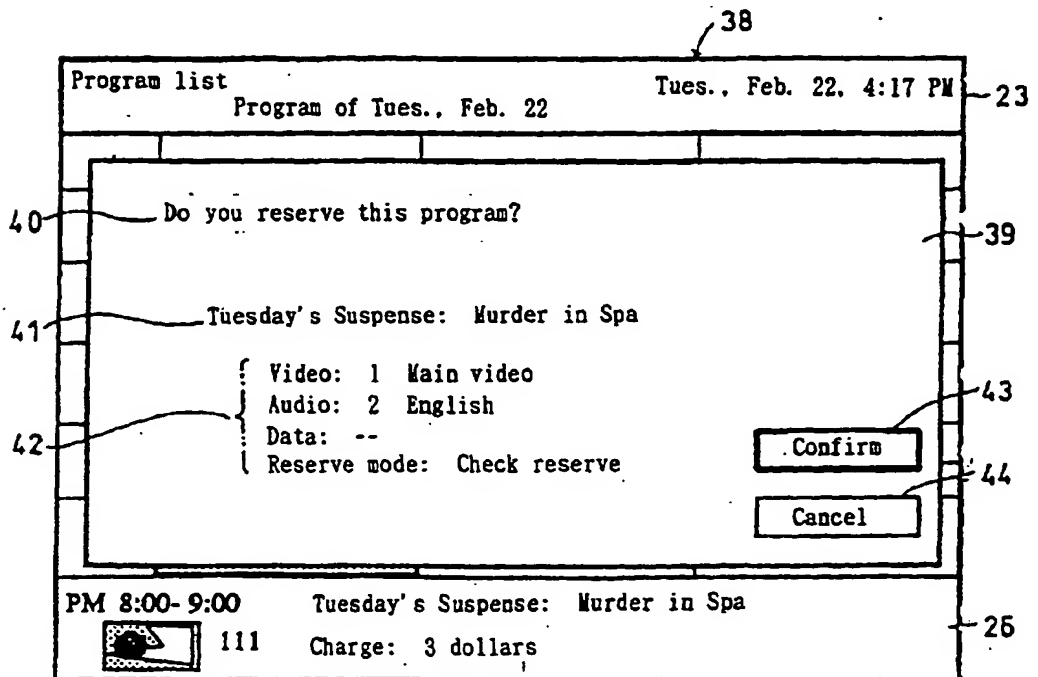 38
Program list
Tues., Feb. 22, 4:17 PM
23
Program of Tues., Feb. 22
40
Do you reserve this program?
39
41
Tuesday's Suspense: Murder in Spa
Video: 1 Main video
Audio: 2 English
43
42
Data: --
Confirm
Reserve mode: Check reserve
44
Cancel
PM 8:00-9:00 Tuesday's Suspense: Murder in Spa
26
111 Charge: 3 dollars